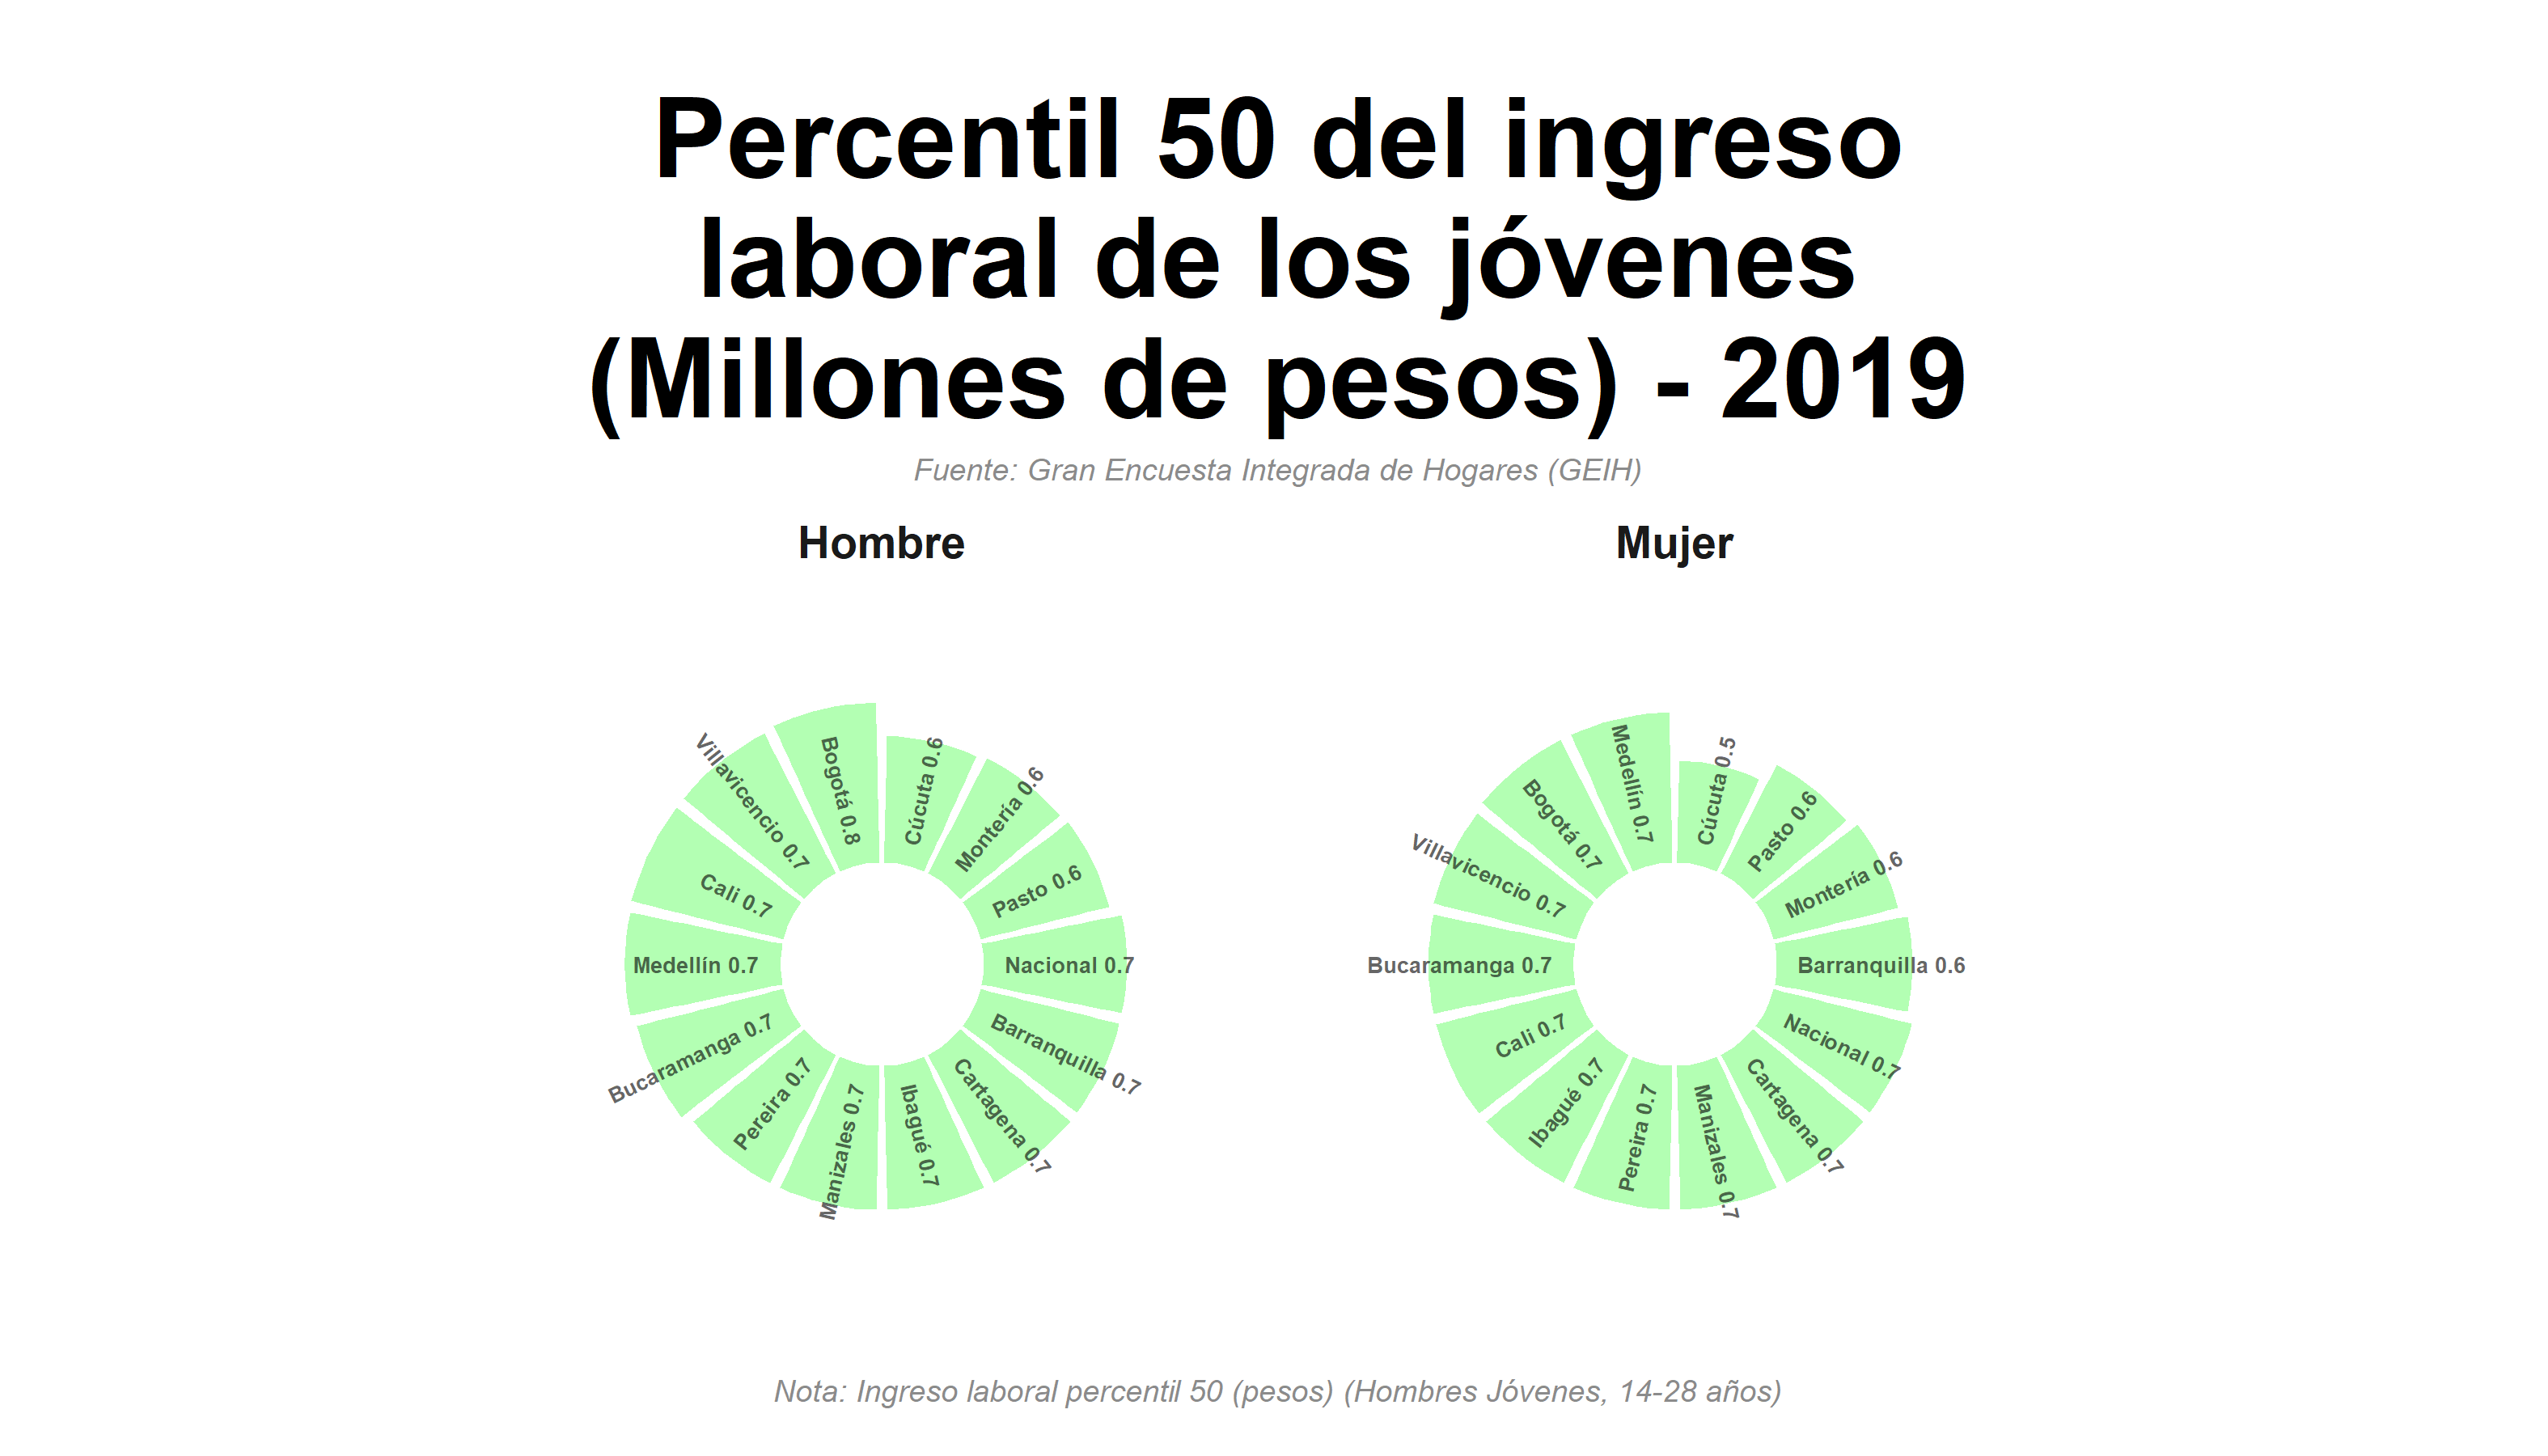 Percentil 50 del ingreso
laboral de los jóvenes
(Millones de pesos) - 2019
Fuente: Gran Encuesta Integrada de Hogares (GEIH)
Hombre
Cúcuta 0.6
Montería 0.6
Pasto 0.6
Nacional 0.7
Barranquilla 0.7
Cartagena 0.7
Ibagué 0.7
Manizales 0.7
Pereira 0.7
Bucaramanga 0.7
Medellín 0.7
Cali 0.7
Villavicencio 0.7
Bogotá 0.8
Mujer
Cúcuta 0.5
Pasto 0.6
Montería 0.6
Barranquilla 0.6
Nacional 0.7
Cartagena 0.7
Manizales 0.7
Pereira 0.7
Ibagué 0.7
Cali 0.7
Bucaramanga 0.7
Villavicencio 0.7
Bogotá 0.7
Medellín 0.7
Nota: Ingreso laboral percentil 50 (pesos) (Hombres Jóvenes, 14-28 años)